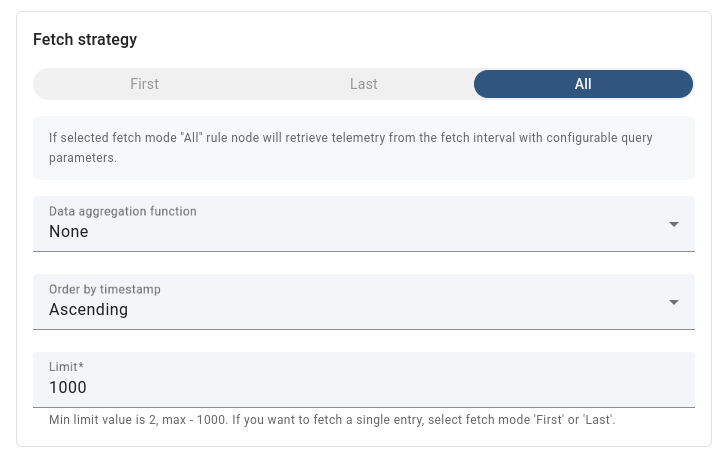 Fetch strategy
First
Last
All
If selected fetch mode "All" rule node will retrieve telemetry from the fetch interval with configurable query
parameters.
Data aggregation function
None
Order by timestamp
Ascending
Limit*
1000
Min limit value is 2, max - 1000. If you want to fetch a single entry, select fetch mode 'First' or 'Last'.